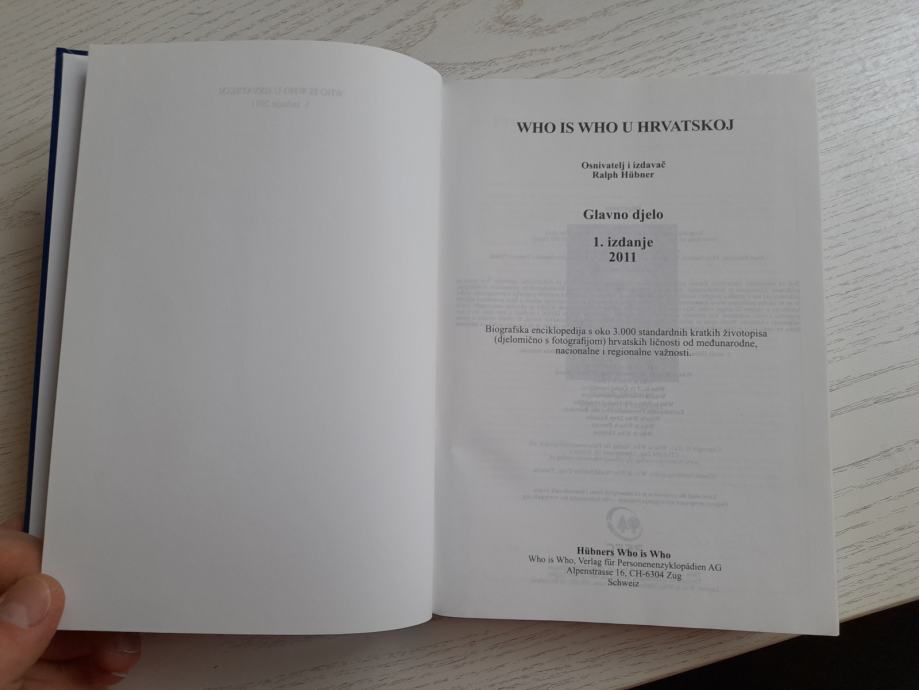 WHO IS WHO U HRVATSKOJ
Osnivatelj i izdavač
Ralph Hübner
Glavno djelo
1. izdanje
2011
Biografska enciklopedija s oko 3.000 standardnih kratkih životopisa
(djelomično s fotografijom) hrvatskih ličnosti od međunarodne,
nacionalne i regionalne važnosti.
Hübners Who is Who
Who is Who, Verlag für Personenenzyklopädien AG
Alpenstrasse 16, CH-6304 Zug
Schweiz